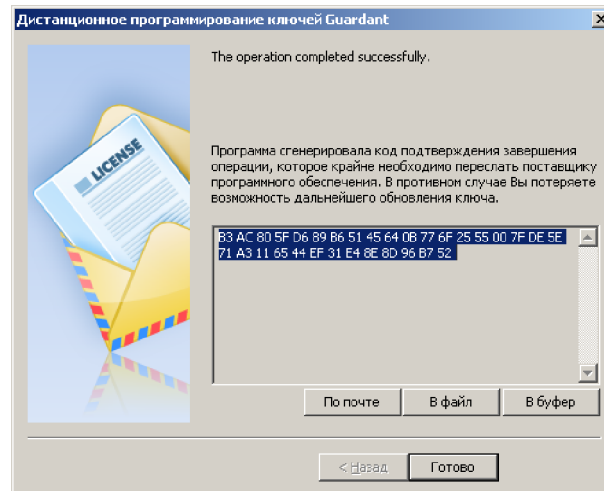 Дистанционное программирование ключей Guardant
The operation completed successfully.
LICENSE
Программа сгенерировала код подтверждения завершения
операции, которое крайне необходимо переслать поставщику
программного обеспечения. В противном случае Вы потеряете
возможность дальнейшего обновления ключа.
B3 AC 80 5F D6 89 B6 51 45 64 0B 77 6F 25 55 00 7F DE 5E
71 A3 11 65 44 EF 31 E4 8E 8D 96 B7 52
По почте
В файл
В буфер
< Назад
Готово